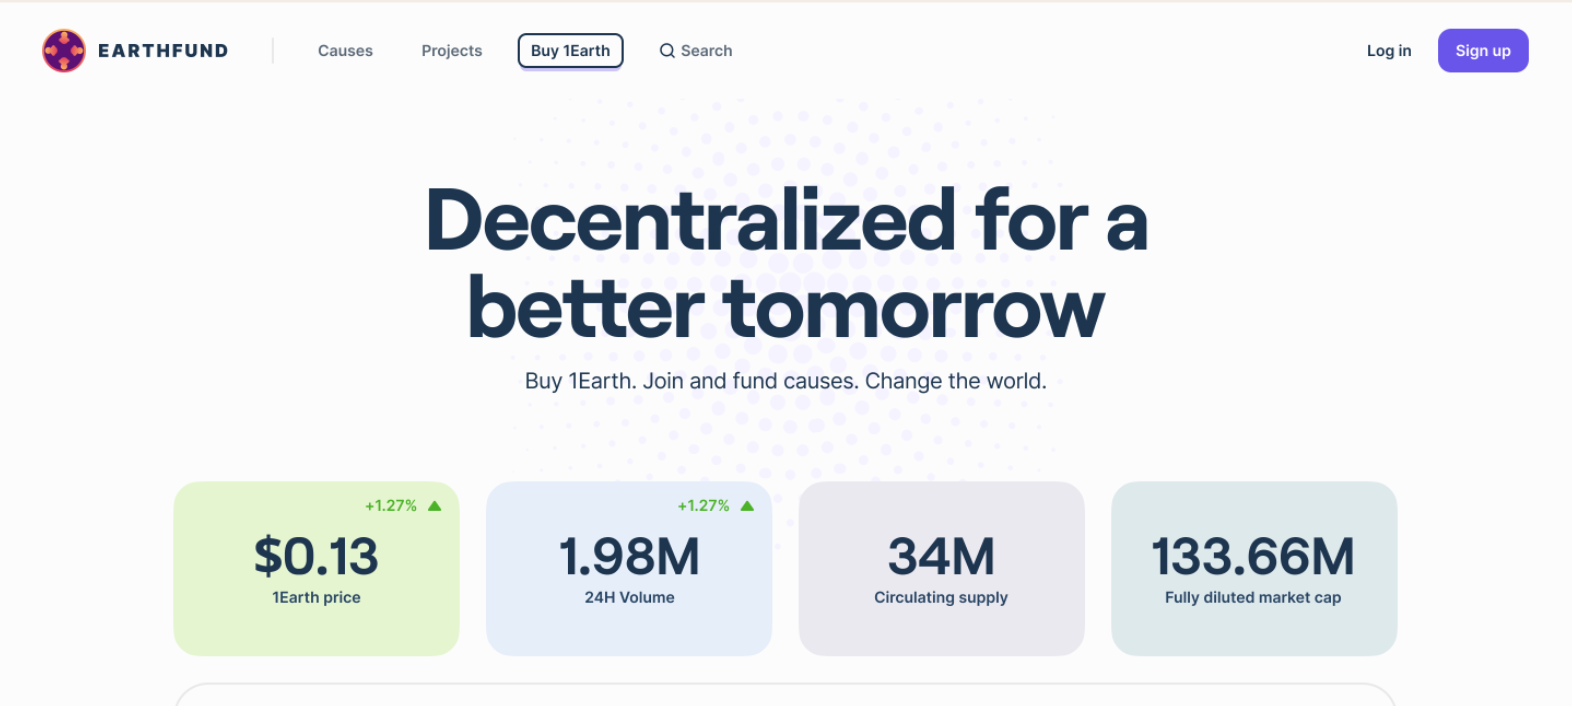 EARTHFUND
Causes
Projects
Buy 1Earth
Search
Log in
Sign up
Decentralized for a
better tomorrow
Buy 1Earth. Join and fund causes. Change the world.
+1.27%
$0.13
1Earth price
+1.27%
1.98M
24H Volume
34M
Circulating supply
133.66M
Fully diluted market cap